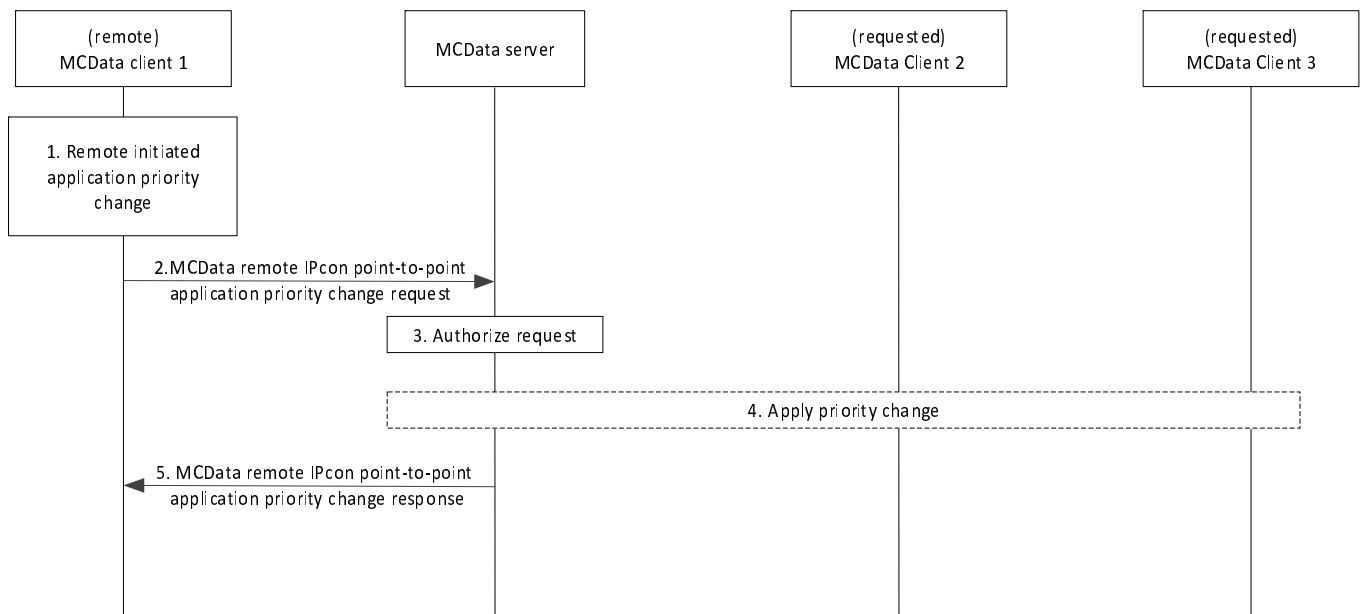 (remote)
MCData client 1
MCData server
(requested)
MCData Client 2
(requested)
MCData Client 3
1. Remote initiated
application priority
change
2.MCData remote IPcon point-to-point
application priority change request
3. Authorize request
4. Apply priority change
5. MCData remote IPcon point-to-point
application priority change response